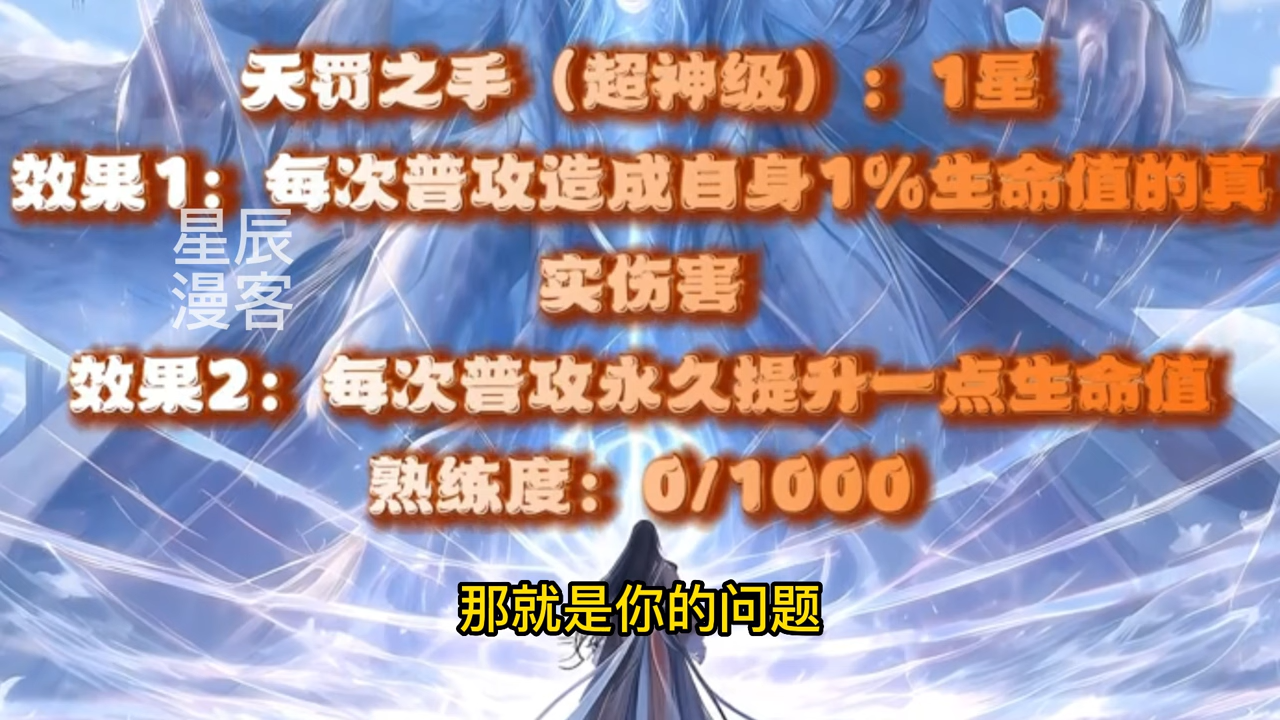 天罚之手（超神级）：1星
效果1：每次普攻造成自身1%生命值的真
实伤害
星辰
漫客
效果2：每次普攻永久提升一点生命值
熟练度：0/1000
那就是你的问题